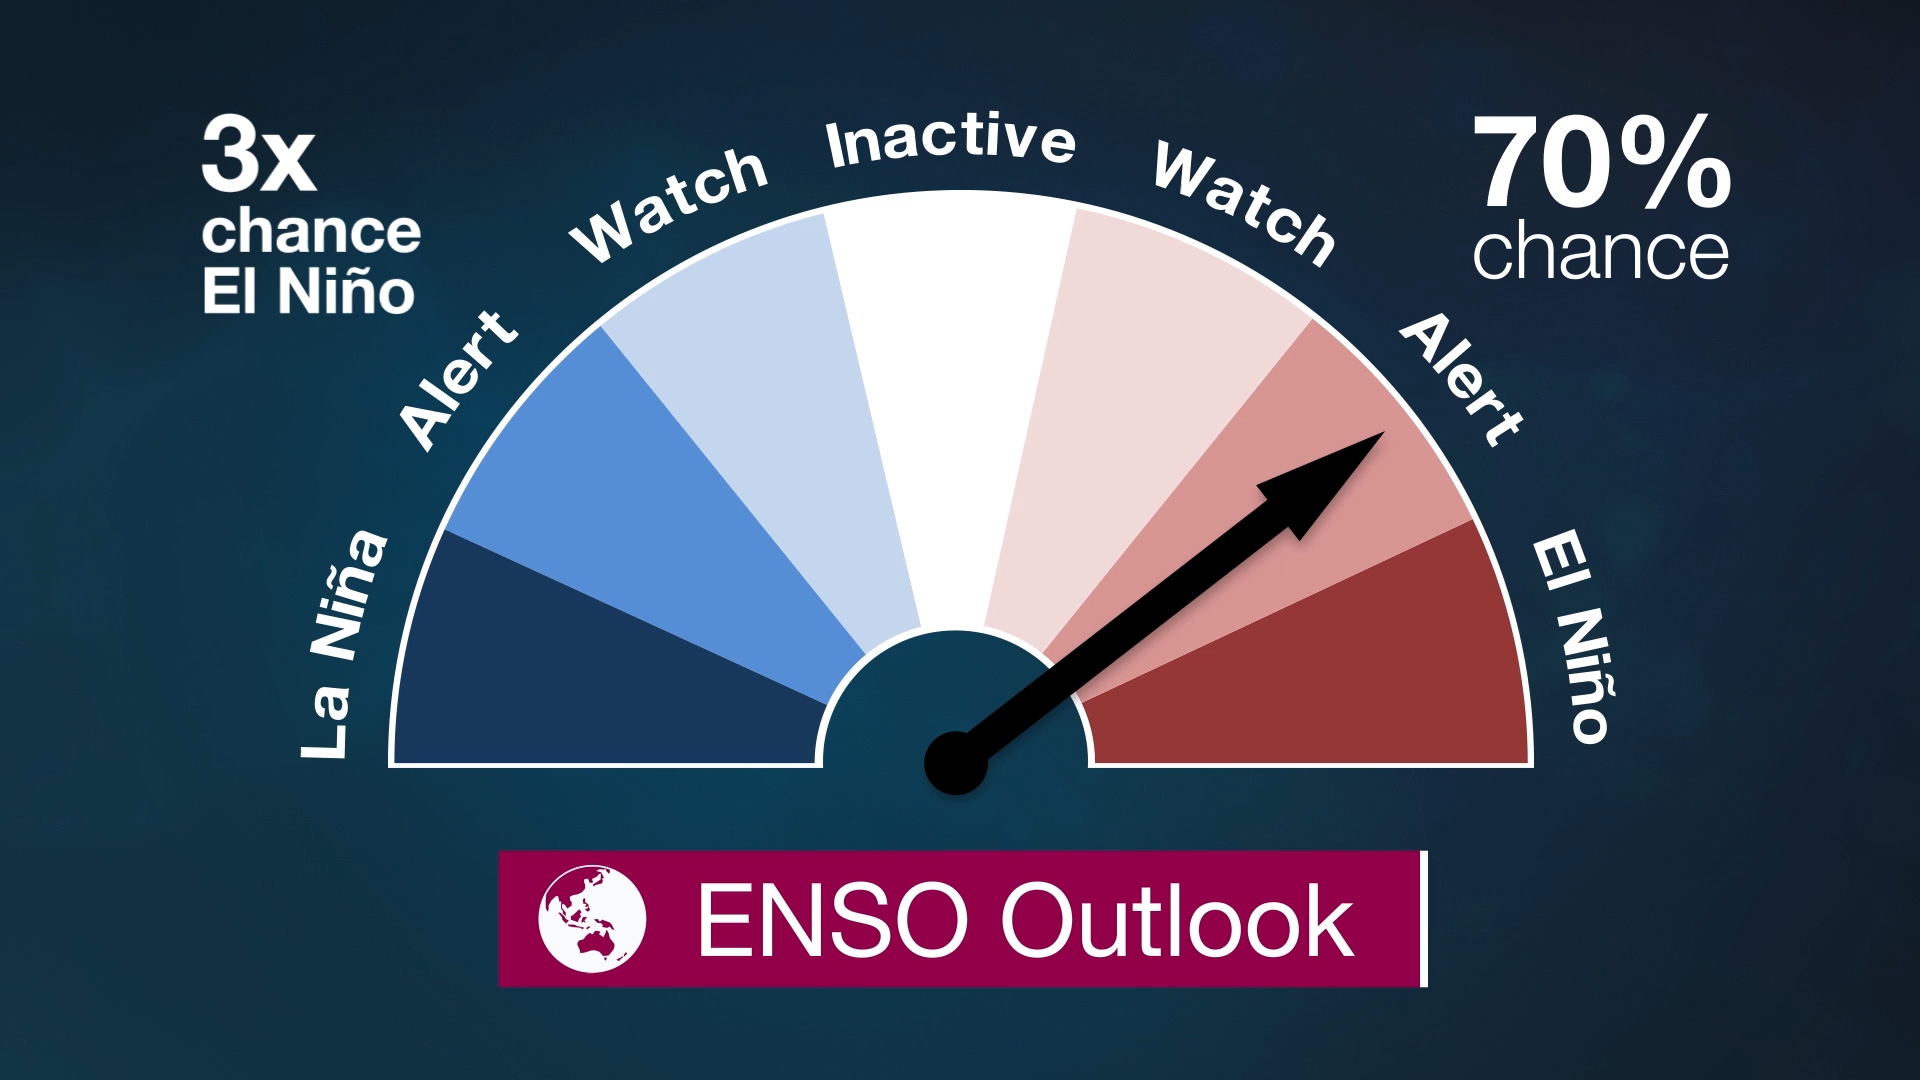 3x
chance
El Niño
70%
chance
La Niña
Alert
Watch
Inactive
Watch
Alert
El Niño
ENSO Outlook